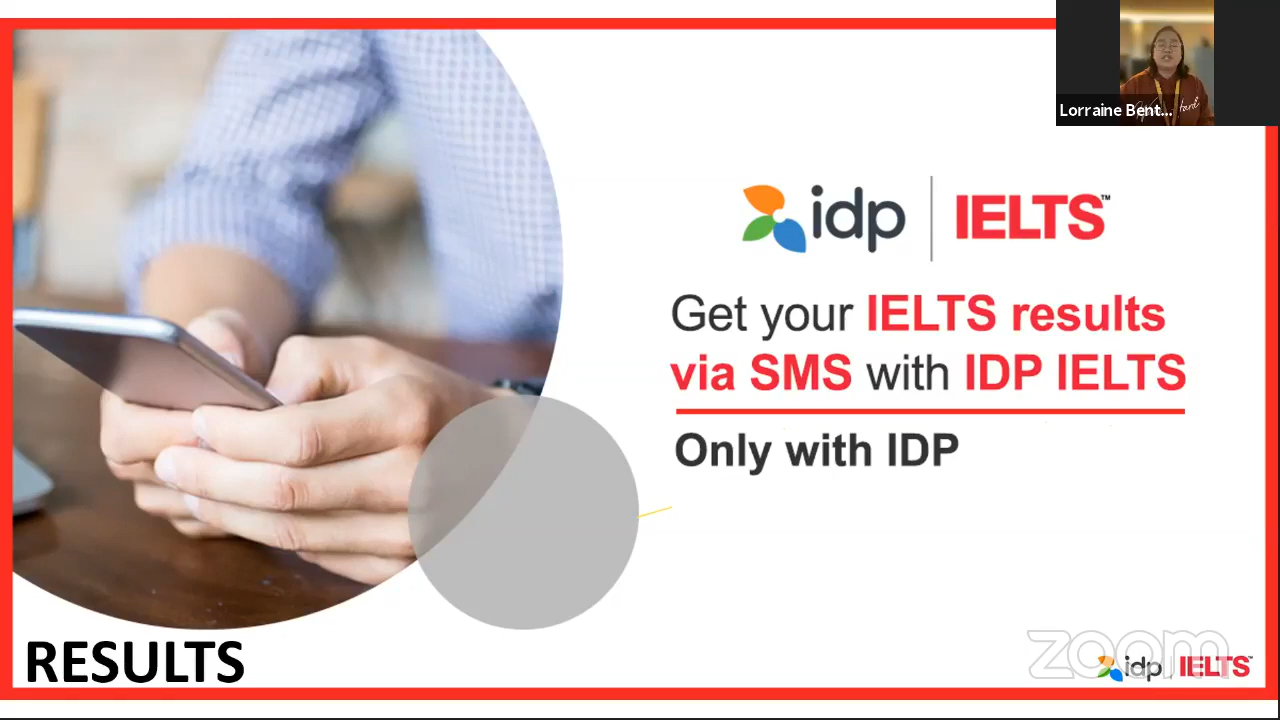 Lorraine Bent...
idp IELTS™
Get your IELTS results
via SMS with IDP IELTS
Only with IDP
RESULTS
zoom
idp IELTS™